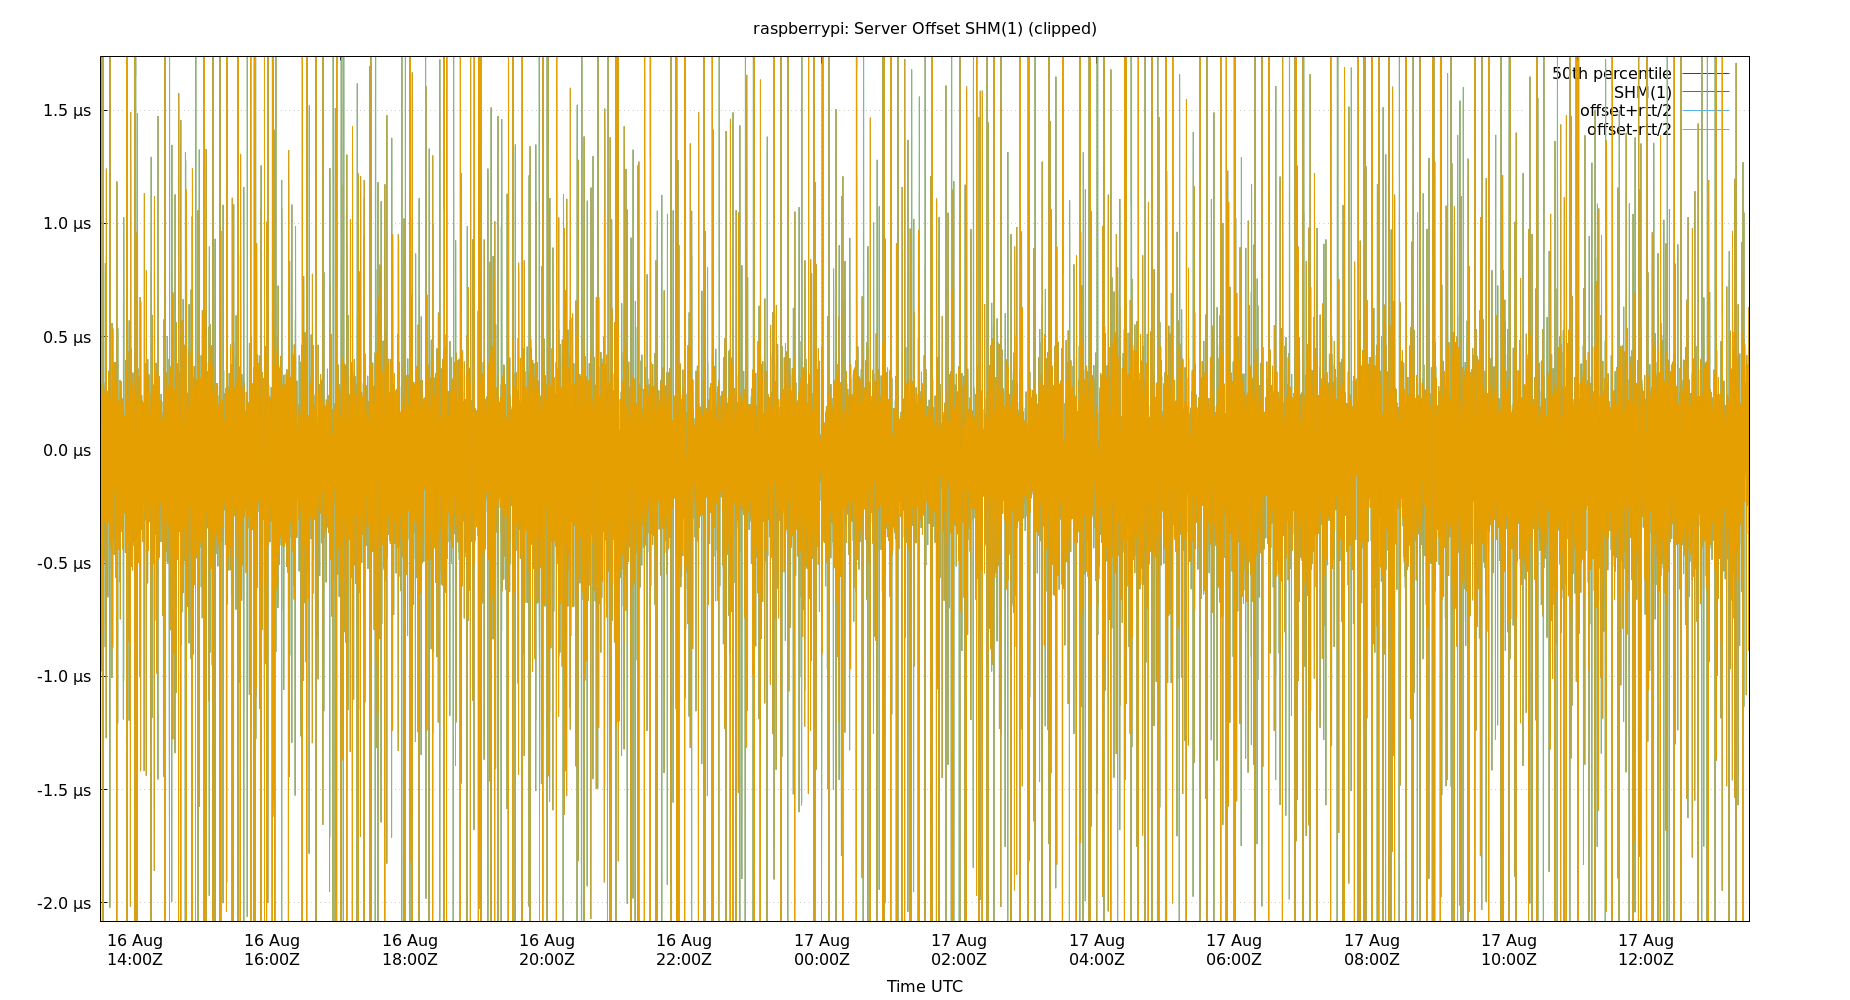 raspberrypi: Server Offset SHM(1) (clipped)
50th percentile
SHM(1)
offset+rtt/2
offset-rtt/2
1.5 µs
1.0 µs
0.5 µs
0.0 µs
-0.5 µs
-1.0 µs
-1.5 µs
-2.0 µs
16 Aug 16 Aug 16 Aug 16 Aug 16 Aug 17 Aug 17 Aug 17 Aug 17 Aug 17 Aug 17 Aug 17 Aug
14:00Z 16:00Z 18:00Z 20:00Z 22:00Z 00:00Z 02:00Z 04:00Z 06:00Z 08:00Z 10:00Z 12:00Z
Time UTC